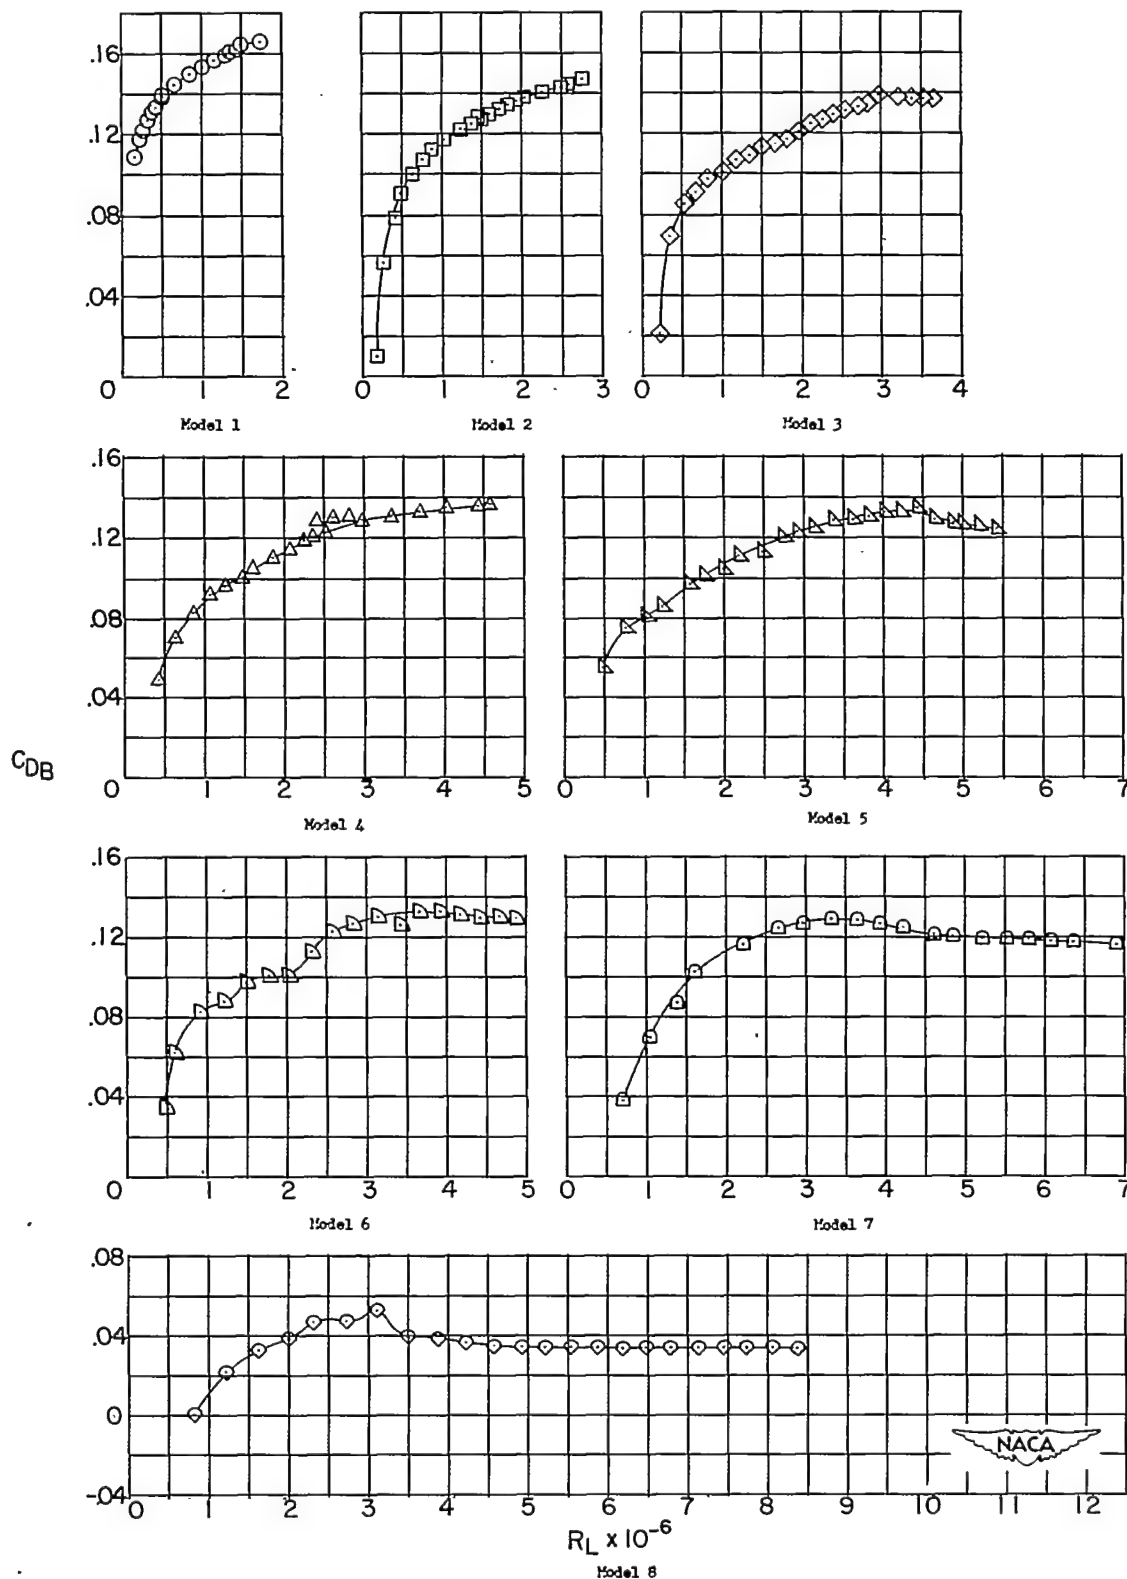 .16
.12
.08
.04
0 1 2
Model 1
0 1 2 3
Model 2
0 1 2 3 4
Model 3
.16
.12
.08
.04
0 1 2 3 4 5
Model 4
0 1 2 3 4 5 6 7
Model 5
CDB
.16
.12
.08
.04
0 1 2 3 4 5
Model 6
0 1 2 3 4 5 6 7
Model 7
.08
.04
0
-.04
0 1 2 3 4 5 6 7 8 9 10 11 12
NACA
RL x 10-6
Model 8